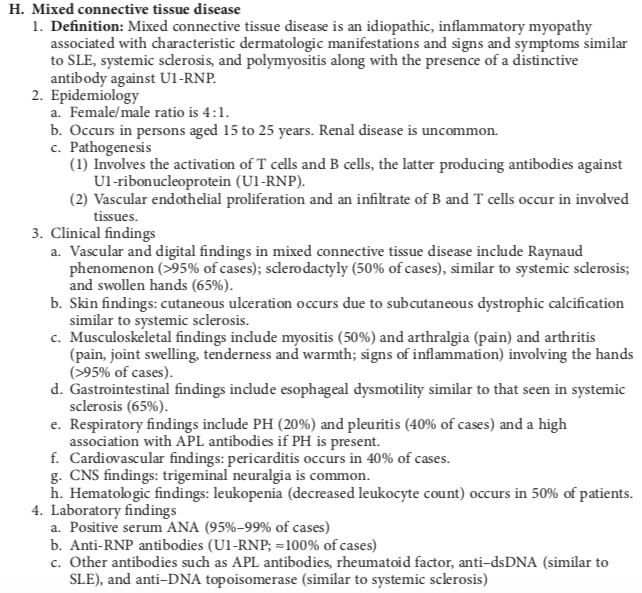 H. Mixed connective tissue disease
1. Definition: Mixed connective tissue disease is an idiopathic, inflammatory myopathy
associated with characteristic dermatologic manifestations and signs and symptoms similar
to SLE, systemic sclerosis, and polymyositis along with the presence of a distinctive
antibody against U1-RNP.
2. Epidemiology
a. Female/male ratio is 4:1.
b. Occurs in persons aged 15 to 25 years. Renal disease is uncommon.
c. Pathogenesis
(1) Involves the activation of T cells and B cells, the latter producing antibodies against
U1-ribonucleoprotein (U1-RNP).
(2) Vascular endothelial proliferation and an infiltrate of B and T cells occur in involved
tissues.
3. Clinical findings
a. Vascular and digital findings in mixed connective tissue disease include Raynaud
phenomenon (>95% of cases); sclerodactyly (50% of cases), similar to systemic sclerosis;
and swollen hands (65%).
b. Skin findings: cutaneous ulceration occurs due to subcutaneous dystrophic calcification
similar to systemic sclerosis.
c. Musculoskeletal findings include myositis (50%) and arthralgia (pain) and arthritis
(pain, joint swelling, tenderness and warmth; signs of inflammation) involving the hands
(>95% of cases).
d. Gastrointestinal findings include esophageal dysmotility similar to that seen in systemic
sclerosis (65%).
e. Respiratory findings include PH (20%) and pleuritis (40% of cases) and a high
association with APL antibodies if PH is present.
f. Cardiovascular findings: pericarditis occurs in 40% of cases.
g. CNS findings: trigeminal neuralgia is common.
h. Hematologic findings: leukopenia (decreased leukocyte count) occurs in 50% of patients.
4. Laboratory findings
a. Positive serum ANA (95%–99% of cases)
b. Anti-RNP antibodies (U1-RNP; ≈100% of cases)
c. Other antibodies such as APL antibodies, rheumatoid factor, anti–dsDNA (similar to
SLE), and anti–DNA topoisomerase (similar to systemic sclerosis)